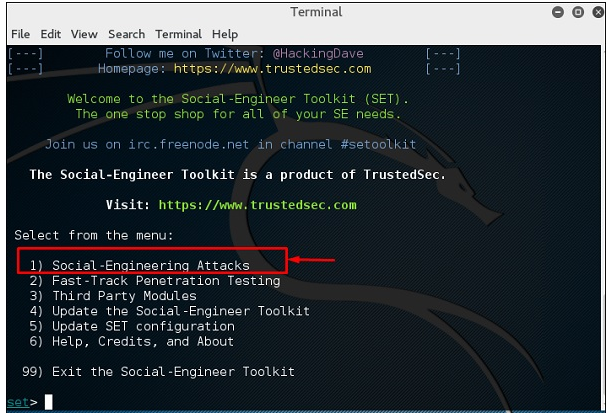 Terminal
File Edit View Search Terminal Help
[---] Follow me on Twitter: @HackingDave [---]
[---] Homepage: https://www.trustedsec.com [---]
Welcome to the Social-Engineer Toolkit (SET).
The one stop shop for all of your SE needs.
Join us on irc.freenode.net in channel #setoolkit
The Social-Engineer Toolkit is a product of TrustedSec.
Visit: https://www.trustedsec.com
Select from the menu:
1) Social-Engineering Attacks
2) Fast-Track Penetration Testing
3) Third Party Modules
4) Update the Social-Engineer Toolkit
5) Update SET configuration
6) Help, Credits, and About
99) Exit the Social-Engineer Toolkit
set>